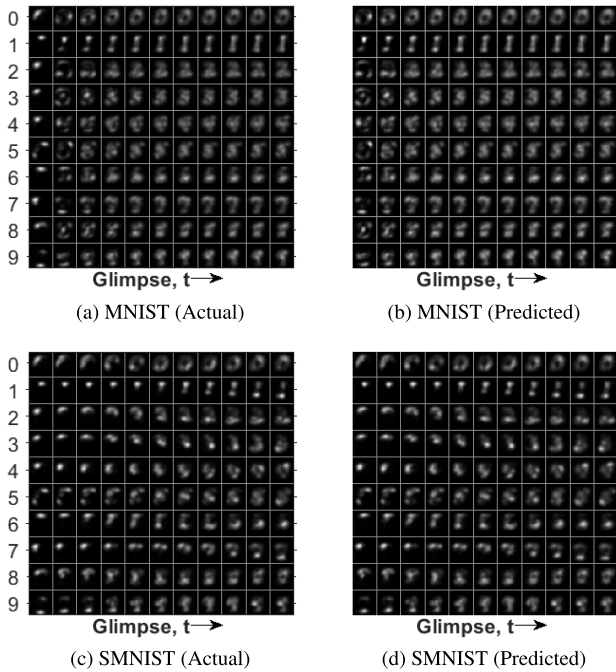 0
1
2
3
4
5
6
7
8
9
Glimpse, t
Glimpse, t
(a) MNIST (Actual)
(b) MNIST (Predicted)
0
1
2
3
4
5
6
7
8
9
Glimpse, t
Glimpse, t
(c) SMNIST (Actual)
(d) SMNIST (Predicted)